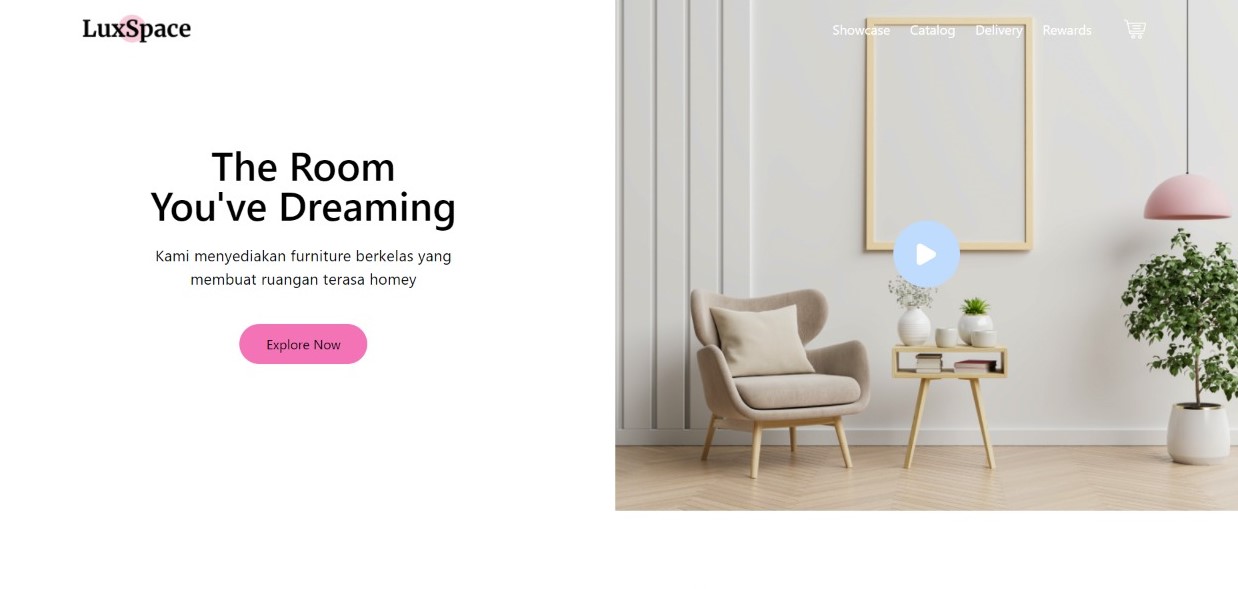 LuxSpace
Showcase Catalog Delivery Rewards
The Room
You've Dreaming
Kami menyediakan furniture berkelas yang
membuat ruangan terasa homey
Explore Now